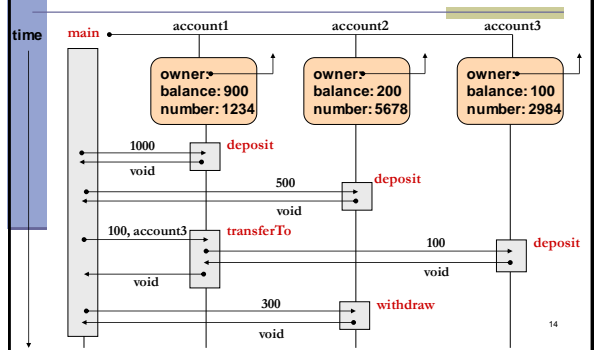 time
main
account1
account2
account3
owner:
balance: 900
number: 1234
owner:
balance: 200
number: 5678
owner:
balance: 100
number: 2984
1000
deposit
void
500
deposit
void
100, account3
transferTo
100
deposit
void
void
300
withdraw
void
14